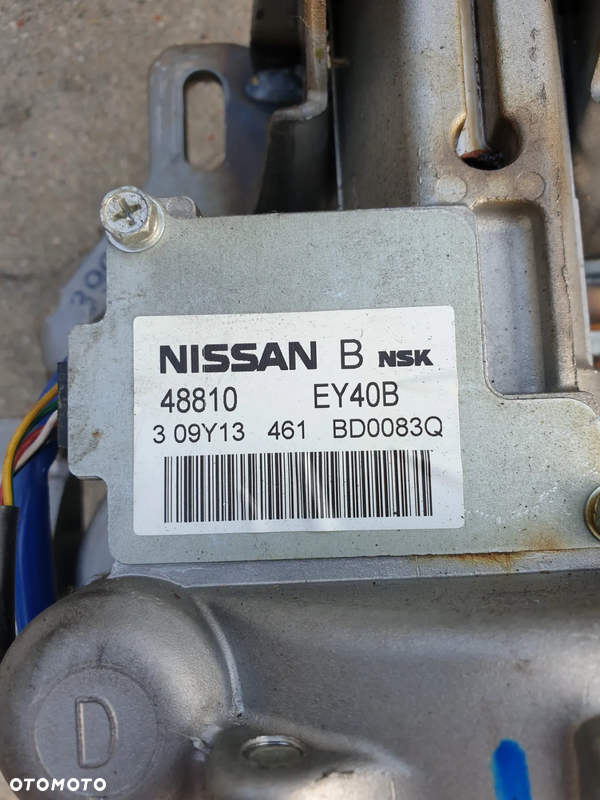 NISSAN B NSK
48810 EY40B
3 09Y13 461 BD0083Q
D
OTOMOTO